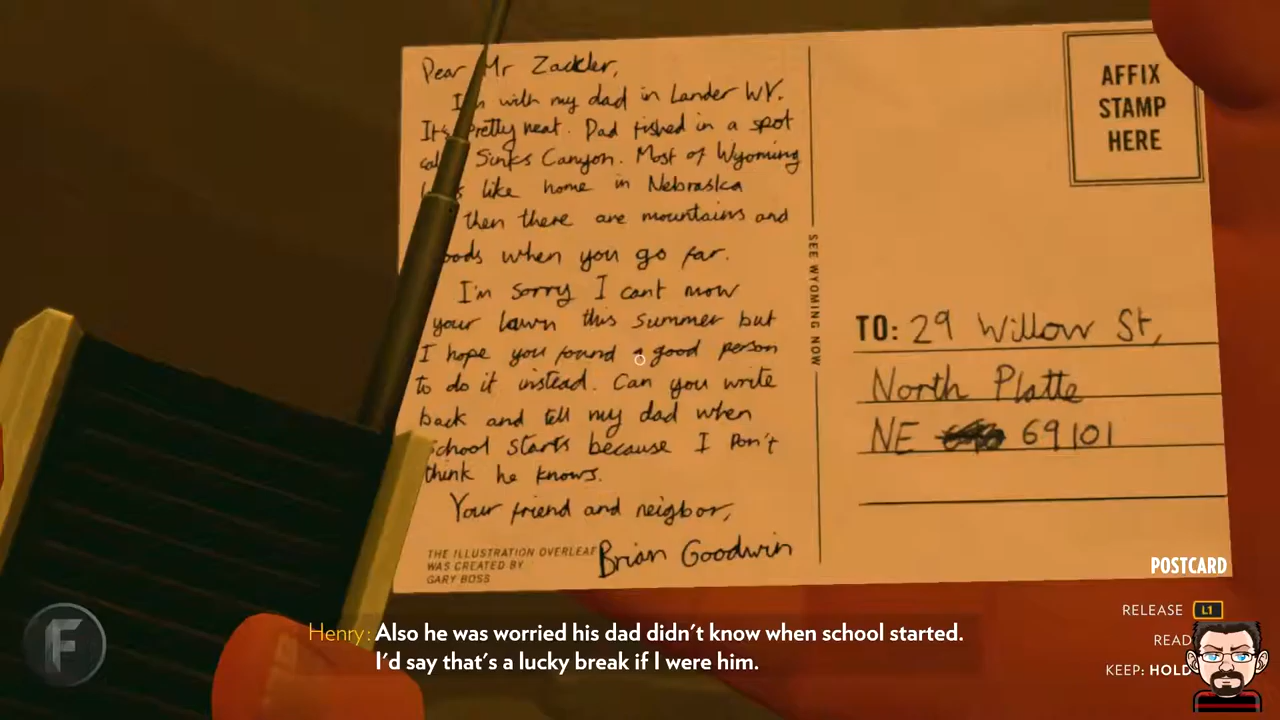 Dear Mr Zackler,
I'm with my dad in Lander WY.
It's pretty neat. Dad fished in a spot
Sinks Canyon. Most of Wyoming
like home in Nebraska
then there are mountains and
when you go far.
I'm sorry I cant mow
your lawn this summer but
I hope you found a good person
to do it instead. Can you write
back and tell my dad when
school starts because I Don't
think he knows.
Your friend and neigbor,
Brian Goodwin
THE ILLUSTRATION OVERLEAF
WAS CREATED BY
GARY BOSS
SEE WYOMING NOW
AFFIX
STAMP
HERE
TO: 29 Willow St,
North Platte
NE 69101
POSTCARD
RELEASE L1
READ
KEEP: HOLD
F
Henry: Also he was worried his dad didn't know when school started.
I'd say that's a lucky break if I were him.